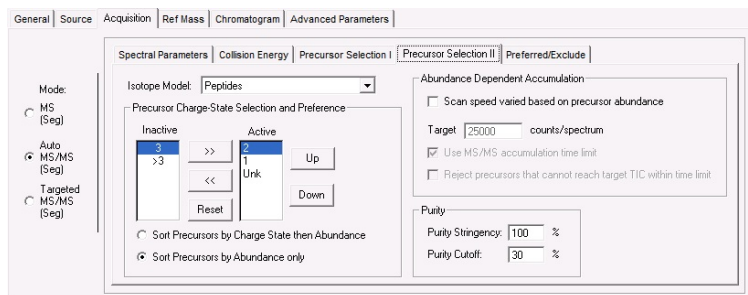 General Source Acquisition Ref Mass Chromatogram Advanced Parameters
Spectral Parameters Collision Energy Precursor Selection I Precursor Selection II Preferred/Exclude
Mode:
MS
(Seg)
Auto
MS/MS
(Seg)
Targeted
MS/MS
(Seg)
Isotope Model: Peptides
Precursor Charge-State Selection and Preference
Inactive Active
3
>3
>>
<<
Reset
2
1
Unk
Up
Down
Sort Precursors by Charge State then Abundance
Sort Precursors by Abundance only
Abundance Dependent Accumulation
Scan speed varied based on precursor abundance
Target 25000 counts/spectrum
Use MS/MS accumulation time limit
Reject precursors that cannot reach target TIC within time limit
Purity
Purity Stringency: 100 %
Purity Cutoff: 30 %